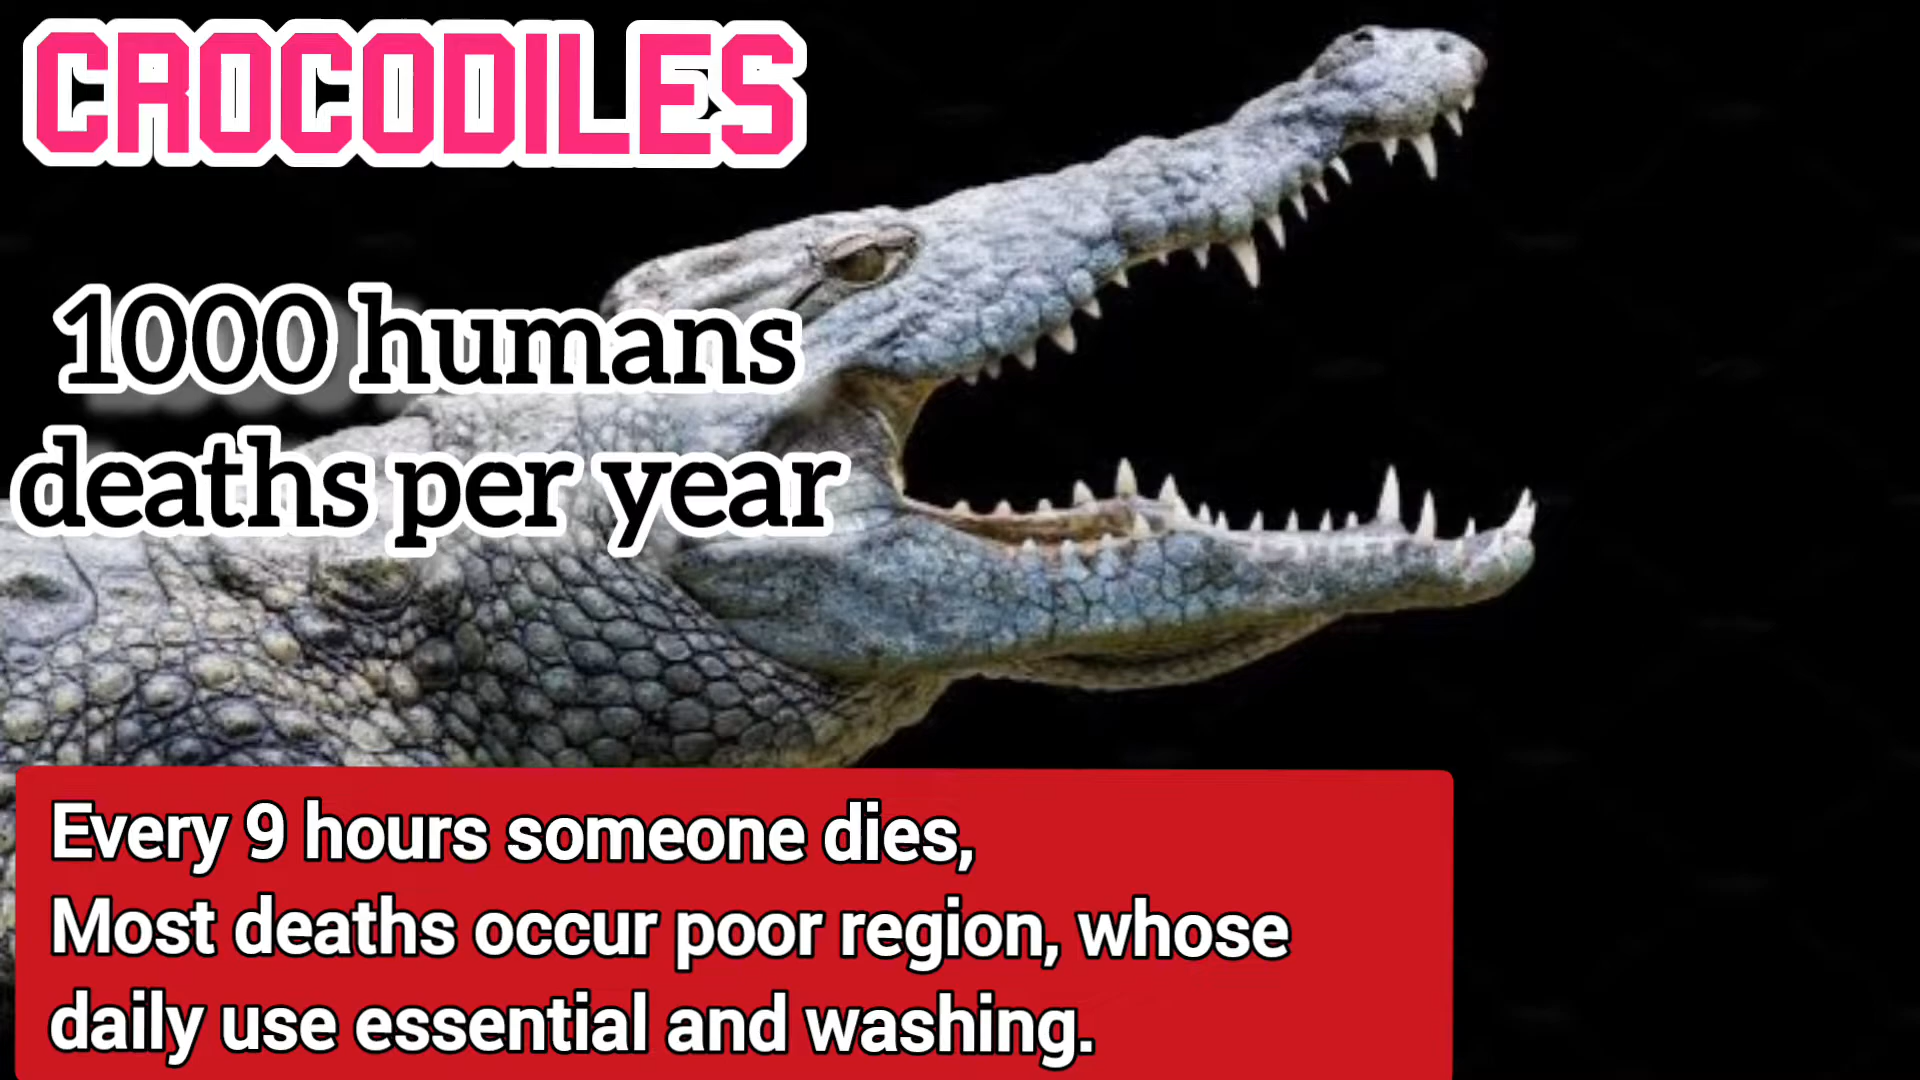 CROCODILES
1000 humans
deaths per year
Every 9 hours someone dies,
Most deaths occur poor region, whose
daily use essential and washing.